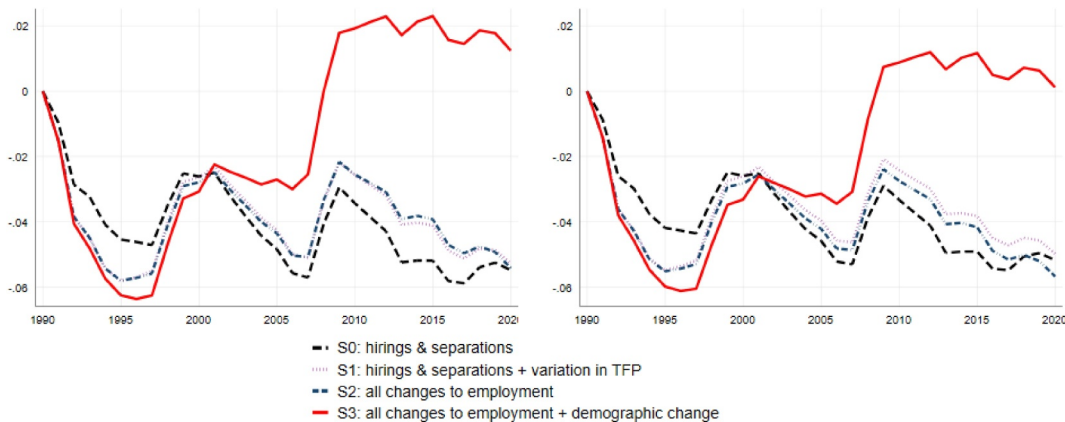 .02
0
-.02
-.04
-.06
1990 1995 2000 2005 2010 2015 2020
.02
0
-.02
-.04
-.06
1990 1995 2000 2005 2010 2015 2020
S0: hirings & separations
S1: hirings & separations + variation in TFP
S2: all changes to employment
S3: all changes to employment + demographic change